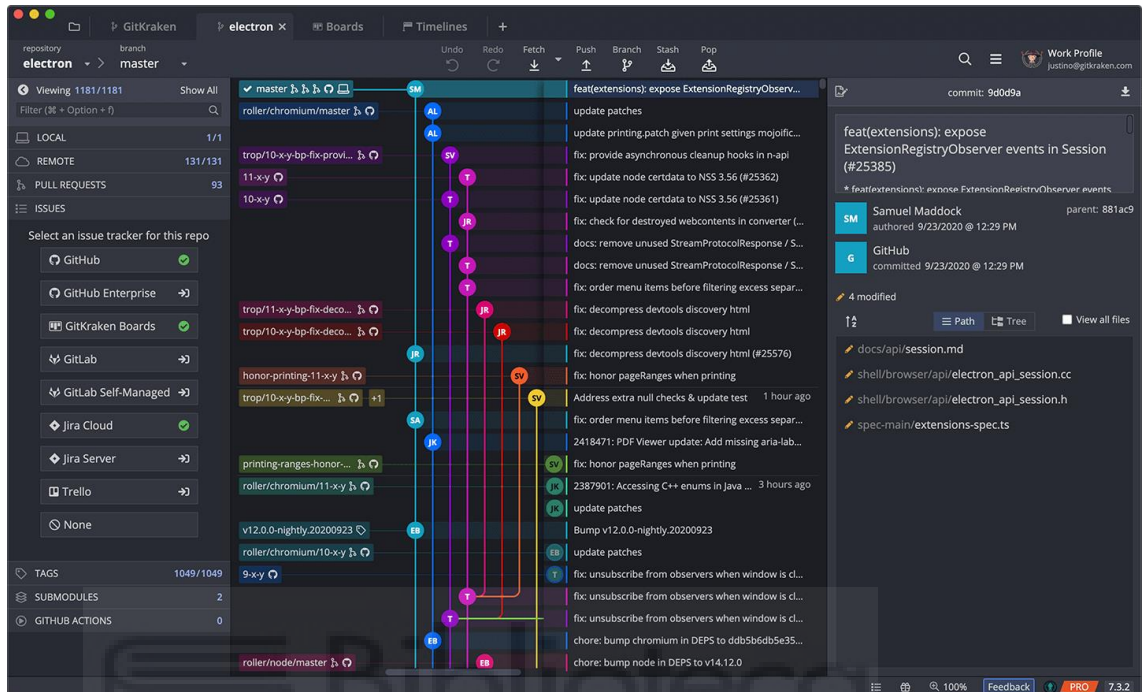 GitKraken
electron
Boards
Timelines
repository
electron
branch
master
Undo
Redo
Fetch
Push
Branch
Stash
Pop
Work Profile
justino@gitkraken.com
Viewing 1181/1181
Show All
Filter (⌘ + Option + f)
LOCAL 1/1
REMOTE 131/131
PULL REQUESTS 93
ISSUES
Select an issue tracker for this repo
GitHub
GitHub Enterprise
GitKraken Boards
GitLab
GitLab Self-Managed
Jira Cloud
Jira Server
Trello
None
TAGS 1049/1049
SUBMODULES 2
GITHUB ACTIONS 0
master SM feat(extensions): expose ExtensionRegistryObserv...
roller/chromium/master AL update patches
AL update printing.patch given print settings mojoific...
trop/10-x-y-bp-fix-provi... SV fix: provide asynchronous cleanup hooks in n-api
11-x-y T fix: update node certdata to NSS 3.56 (#25362)
10-x-y T fix: update node certdata to NSS 3.56 (#25361)
JR fix: check for destroyed webcontents in converter (...
T docs: remove unused StreamProtocolResponse / S...
T docs: remove unused StreamProtocolResponse / S...
T fix: order menu items before filtering excess separ...
trop/11-x-y-bp-fix-deco... JR fix: decompress devtools discovery html
trop/10-x-y-bp-fix-deco... JR fix: decompress devtools discovery html
JR fix: decompress devtools discovery html (#25576)
honor-printing-11-x-y SV fix: honor pageRanges when printing
trop/10-x-y-bp-fix-... +1 SV Address extra null checks & update test 1 hour ago
SA fix: order menu items before filtering excess separ...
JK 2418471: PDF Viewer update: Add missing aria-lab...
printing-ranges-honor-... SV fix: honor pageRanges when printing
roller/chromium/11-x-y JK 2387901: Accessing C++ enums in Java ... 3 hours ago
JK update patches
v12.0.0-nightly.20200923 EB Bump v12.0.0-nightly.20200923
roller/chromium/10-x-y EB update patches
9-x-y T fix: unsubscribe from observers when window is cl...
T fix: unsubscribe from observers when window is cl...
T fix: unsubscribe from observers when window is cl...
EB chore: bump chromium in DEPS to ddb5b6db5e35...
roller/node/master EB chore: bump node in DEPS to v14.12.0
commit: 9d0d9a
feat(extensions): expose
ExtensionRegistryObserver events in Session
(#25385)
* feat(extensions): expose ExtensionRegistryObserver events
SM
Samuel Maddock parent: 881ac9
authored 9/23/2020 @ 12:29 PM
G
GitHub
committed 9/23/2020 @ 12:29 PM
4 modified
Path
Tree
View all files
docs/api/session.md
shell/browser/api/electron_api_session.cc
shell/browser/api/electron_api_session.h
spec-main/extensions-spec.ts
100%
Feedback
PRO
7.3.2